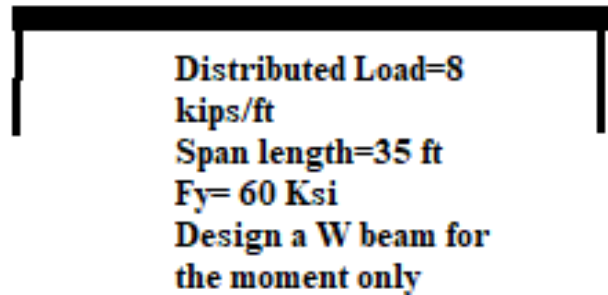 Distributed Load=8
kips/ft
Span length=35 ft
Fy= 60 Ksi
Design a W beam for
the moment only